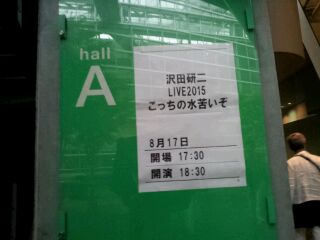 hall
A
沢田研二
LIVE2015
こっちの水苦いぞ
8月17日
開場 17:30
開演 18:30